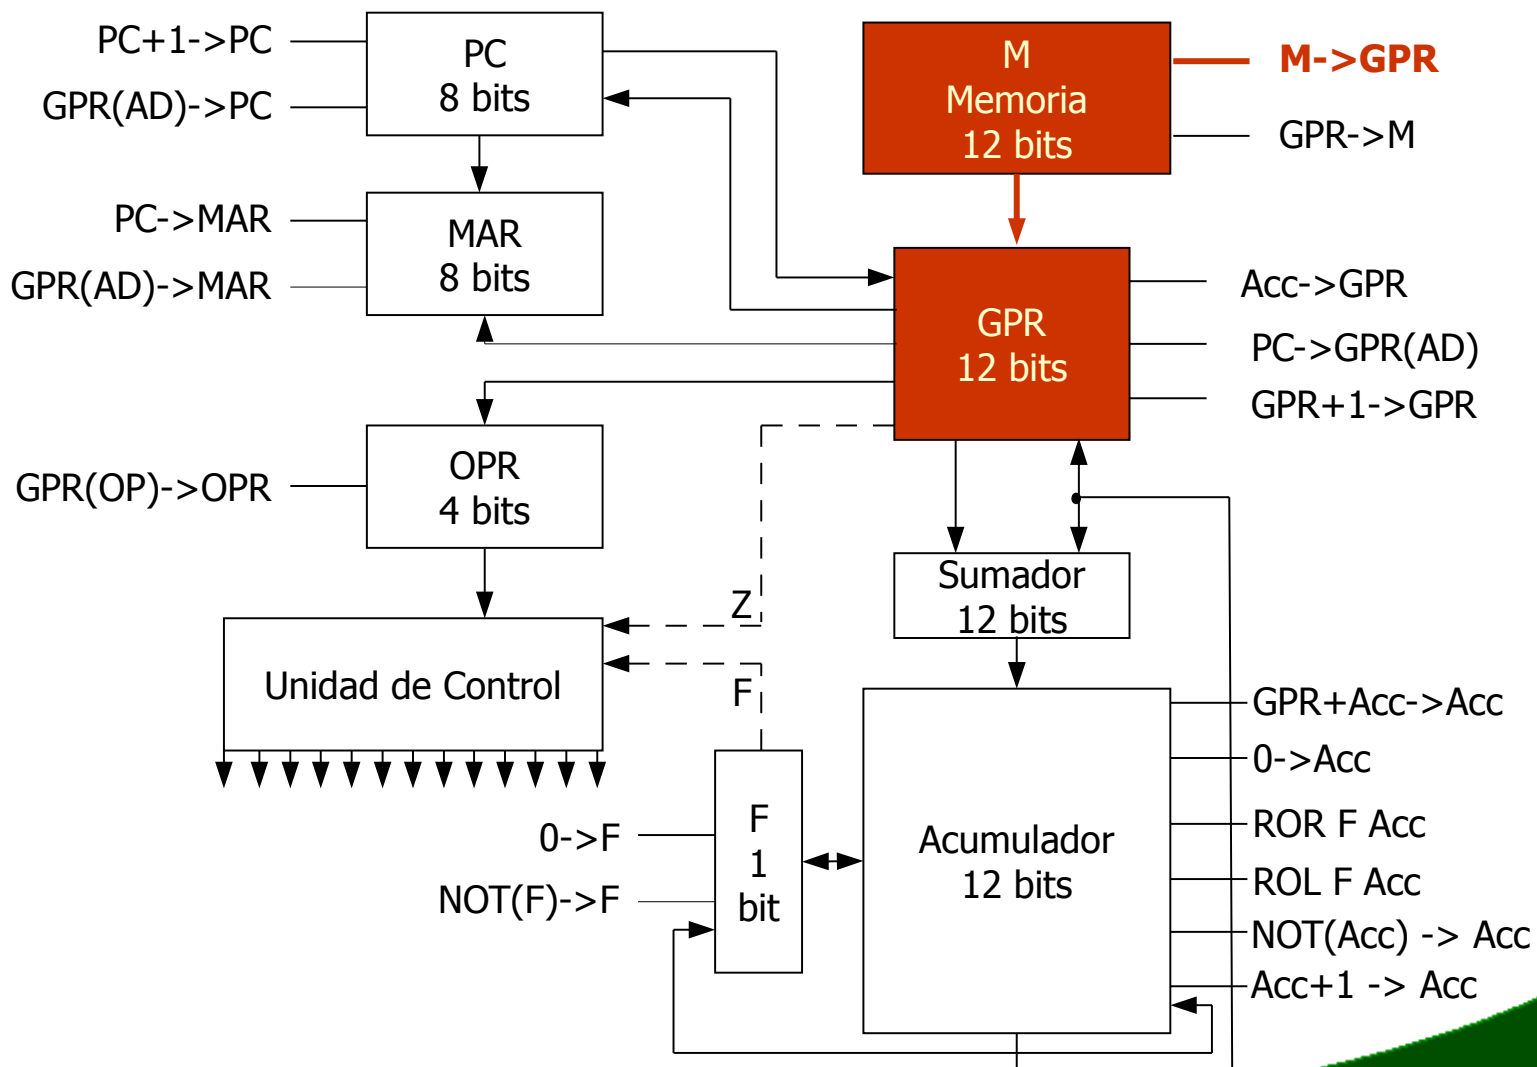 PC+1->PC
GPR(AD)->PC
PC
8 bits
M
Memoria
12 bits
M->GPR
GPR->M
PC->MAR
GPR(AD)->MAR
MAR
8 bits
GPR
12 bits
Acc->GPR
PC->GPR(AD)
GPR+1->GPR
GPR(OP)->OPR
OPR
4 bits
Sumador
12 bits
Z
F
Unidad de Control
GPR+Acc->Acc
0->Acc
ROR F Acc
ROL F Acc
NOT(Acc) -> Acc
Acc+1 -> Acc
0->F
NOT(F)->F
F
1
bit
Acumulador
12 bits